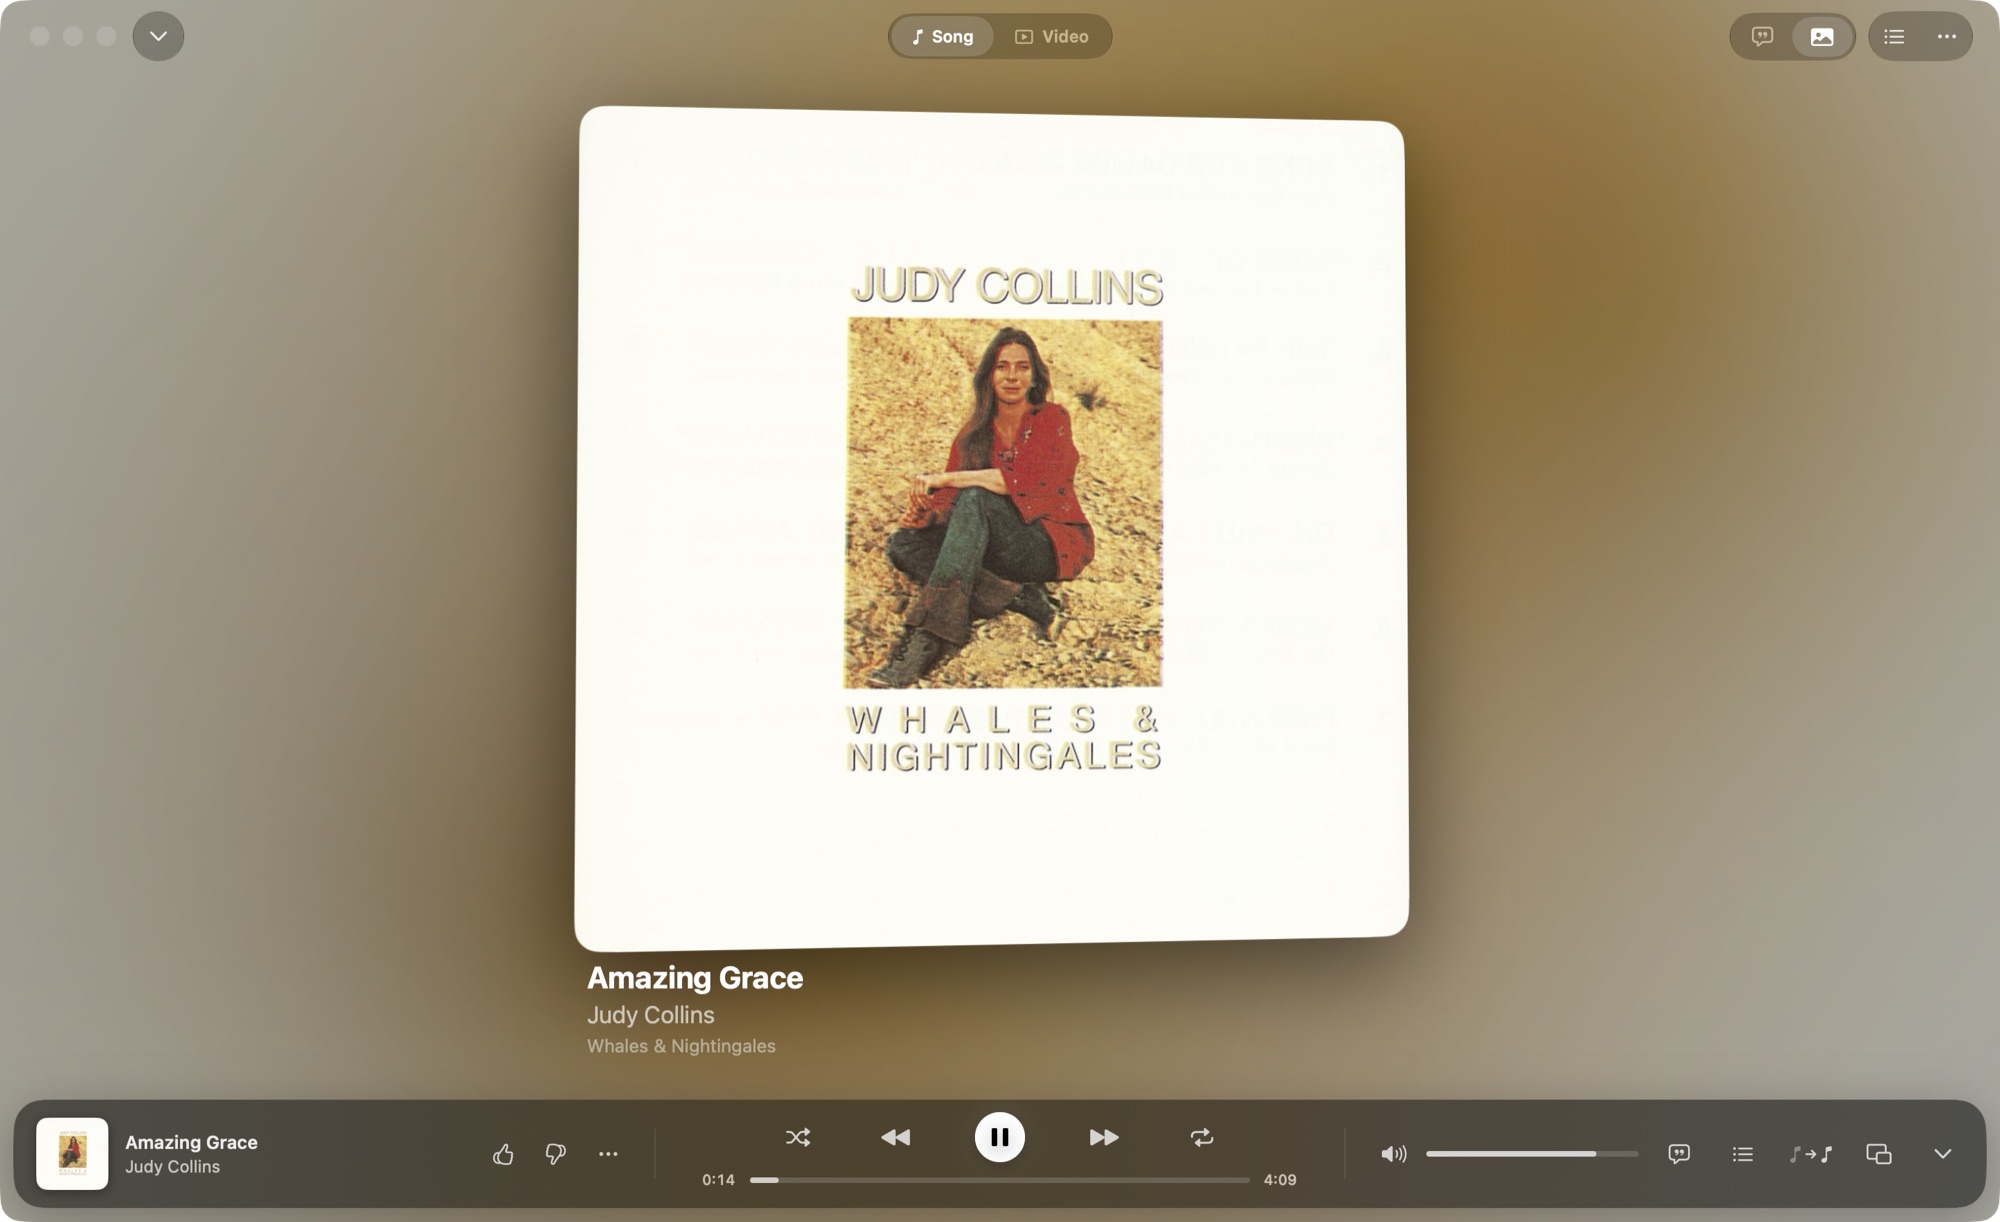 Song
Video
JUDY COLLINS
WHALES &
NIGHTINGALES
Amazing Grace
Judy Collins
Whales & Nightingales
Amazing Grace
Judy Collins
0:14
4:09